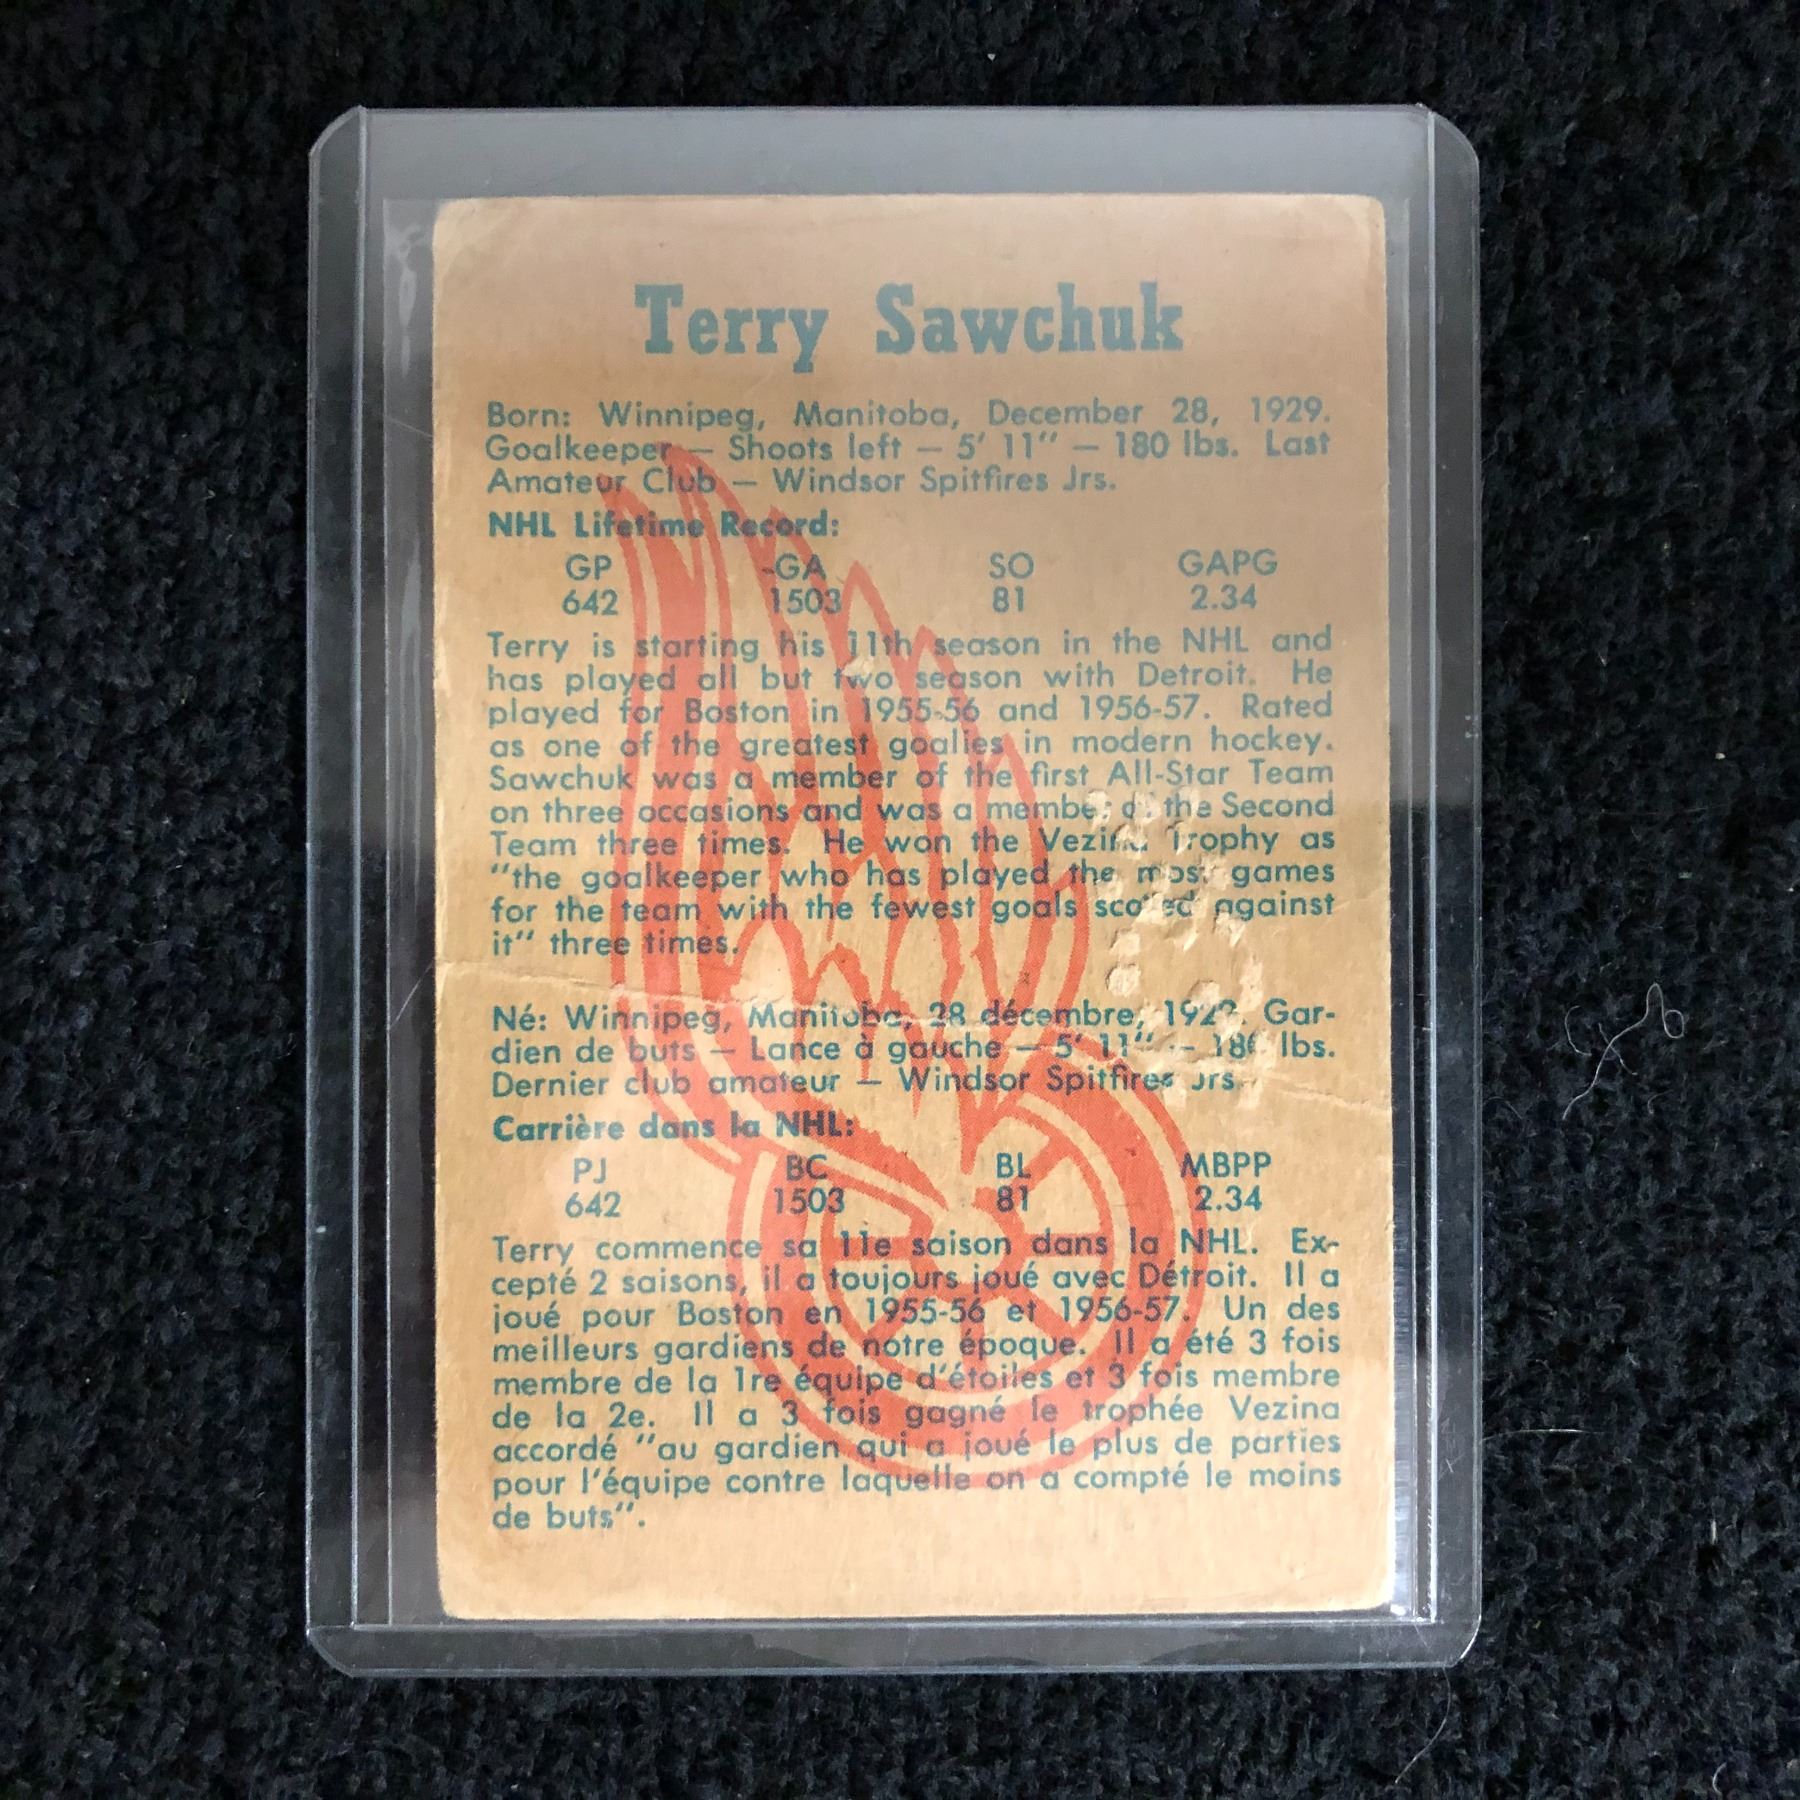 Terry Sawchuk
Born: Winnipeg, Manitoba, December 28, 1929.
Goalkeeper — Shoots left — 5' 11" — 180 lbs. Last
Amateur Club — Windsor Spitfires Jrs.
NHL Lifetime Record:
GP GA SO GAPG
642 1503 81 2.34
Terry is starting his 11th season in the NHL and
has played all but two season with Detroit. He
played for Boston in 1955-56 and 1956-57. Rated
as one of the greatest goalies in modern hockey.
Sawchuk was a member of the first All-Star Team
on three occasions and was a member of the Second
Team three times. He won the Vezina Trophy as
"the goalkeeper who has played the most games
for the team with the fewest goals scored against
it" three times.
Né: Winnipeg, Manitoba, 28 décembre, 1929. Gar-
dien de buts — Lance à gauche — 5' 11" — 180 lbs.
Dernier club amateur — Windsor Spitfires Jrs.
Carrière dans la NHL:
PJ BC BL MBPP
642 1503 81 2.34
Terry commence sa 11e saison dans la NHL. Ex-
cepté 2 saisons, il a toujours joué avec Détroit. Il a
joué pour Boston en 1955-56 et 1956-57. Un des
meilleurs gardiens de notre époque. Il a été 3 fois
membre de la 1re équipe d'étoiles et 3 fois membre
de la 2e. Il a 3 fois gagné le trophée Vezina
accordé "au gardien qui a joué le plus de parties
pour l'équipe contre laquelle on a compté le moins
de buts".